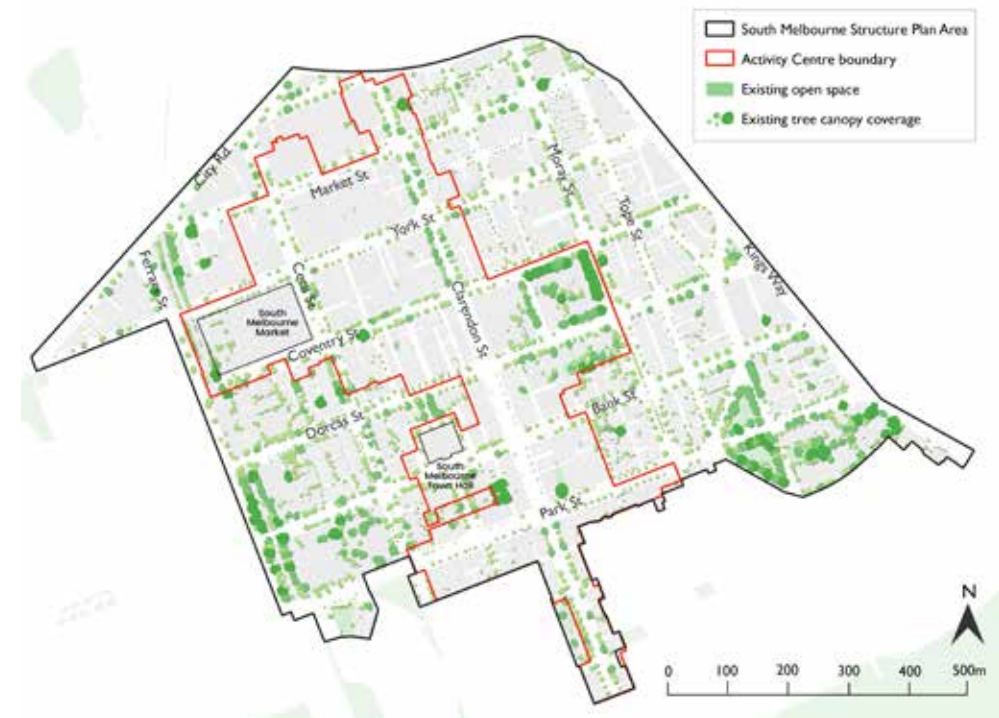 South Melbourne Structure Plan Area
Activity Centre boundary
Existing open space
Existing tree canopy coverage
City Rd
Market St
York St
Moray St
Tope St
Kings Way
Ferrars St
Cecil St
Clarendon St
South
Melbourne
Market
Coventry St
Dorcas St
Bank St
South
Melbourne
Town Hall
Park St
N
0 100 200 300 400 500m